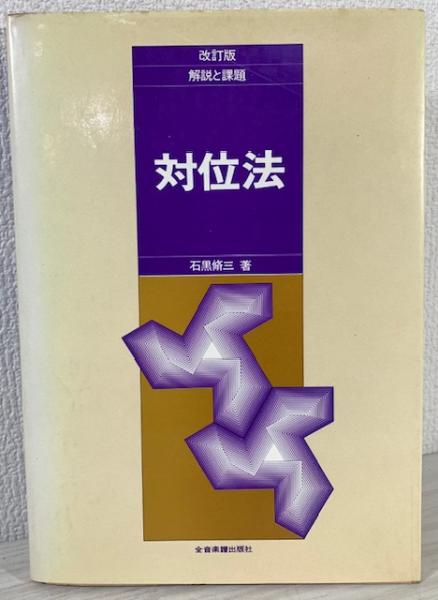 改訂版
解説と課題
対位法
石黒脩三 著
全音楽譜出版社